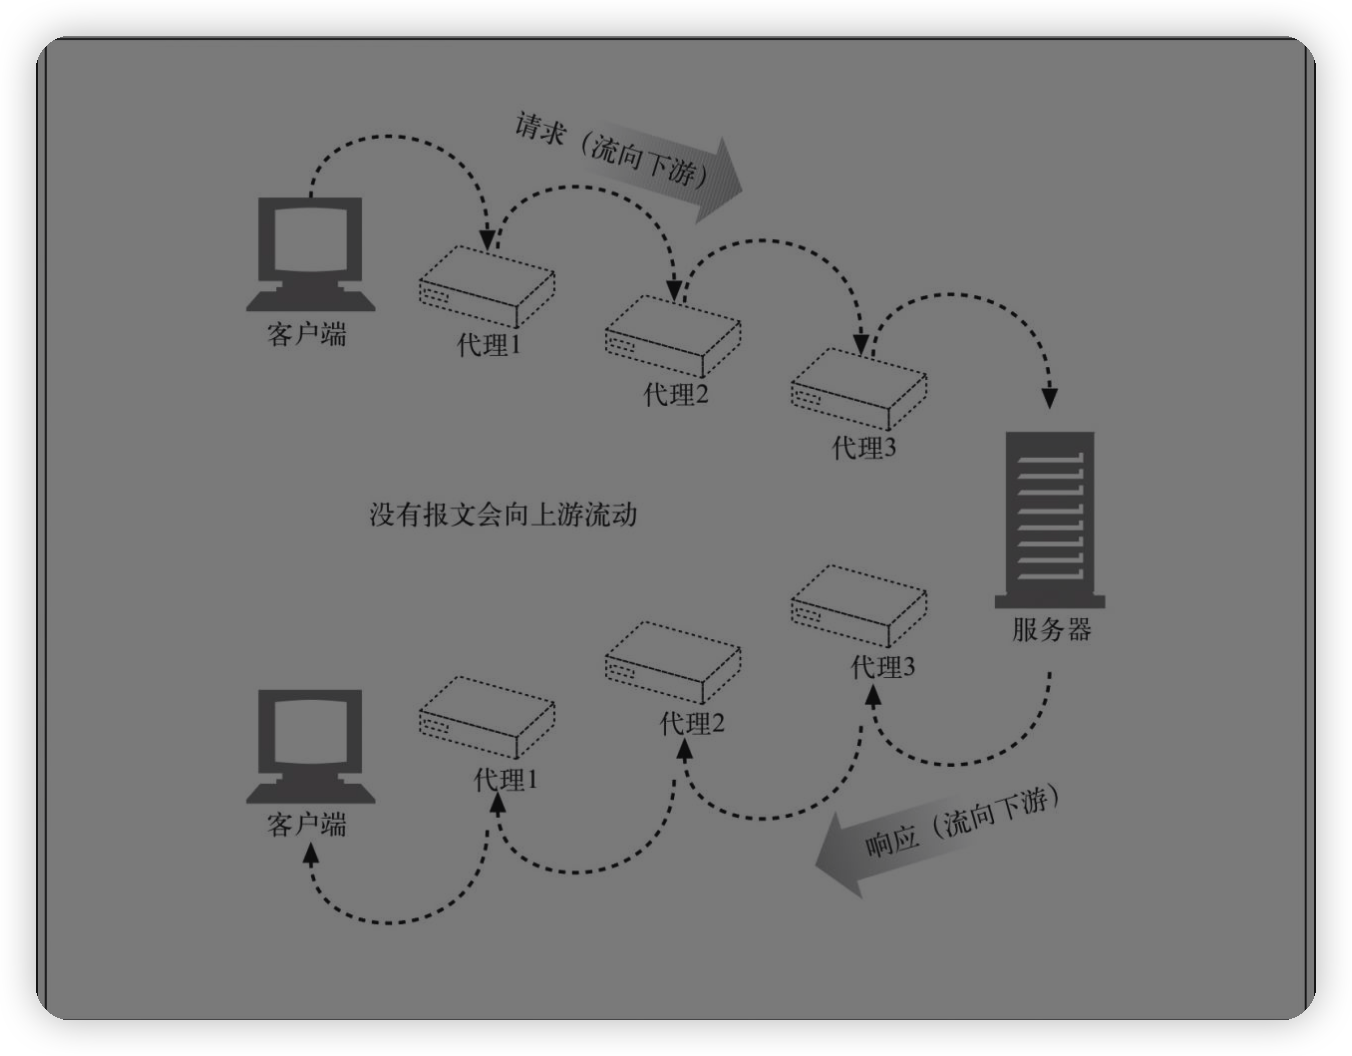 请求（流向下游）
客户端
代理1
代理2
代理3
没有报文会向上游流动
服务器
代理3
代理2
代理1
客户端
响应（流向下游）